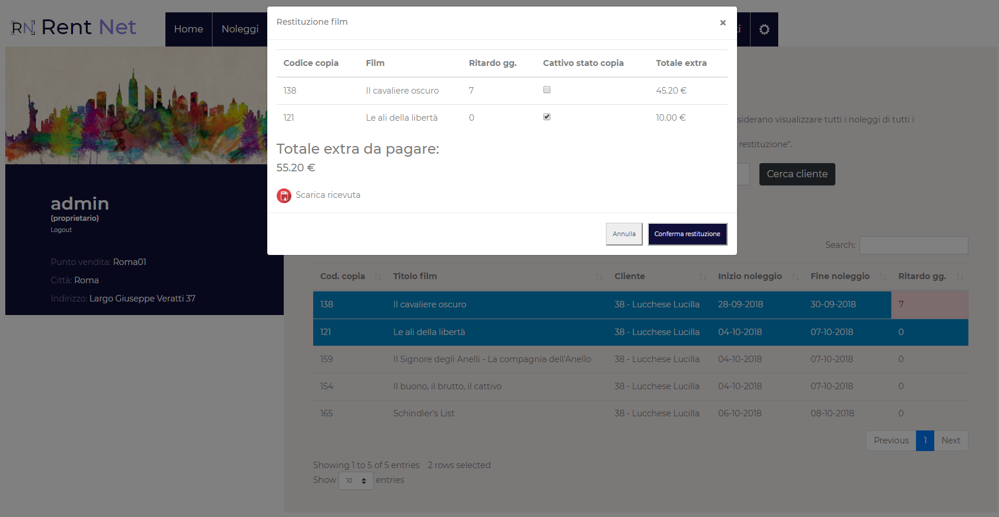 RN Rent Net
Home
Noleggi
Restituzione film
×
Codice copia Film Ritardo gg. Cattivo stato copia Totale extra
138 Il cavaliere oscuro 7 45.20 €
121 Le ali della libertà 0 10.00 €
Totale extra da pagare:
55.20 €
Scarica ricevuta
Annulla
Conferma restituzione
siderano visualizzare tutti i noleggi di tutti i
restituzione".
Cerca cliente
admin
(proprietario)
Logout
Punto vendita: Roma01
Città: Roma
Indirizzo: Largo Giuseppe Veratti 37
Search:
Cod. copia Titolo film Cliente Inizio noleggio Fine noleggio Ritardo gg.
138 Il cavaliere oscuro 38 - Lucchese Lucilla 28-09-2018 30-09-2018 7
121 Le ali della libertà 38 - Lucchese Lucilla 04-10-2018 07-10-2018 0
159 Il Signore degli Anelli - La compagnia dell'Anello 38 - Lucchese Lucilla 04-10-2018 07-10-2018 0
154 Il buono, il brutto, il cattivo 38 - Lucchese Lucilla 04-10-2018 07-10-2018 0
165 Schindler's List 38 - Lucchese Lucilla 06-10-2018 08-10-2018 0
Previous 1 Next
Showing 1 to 5 of 5 entries 2 rows selected
Show 10 entries